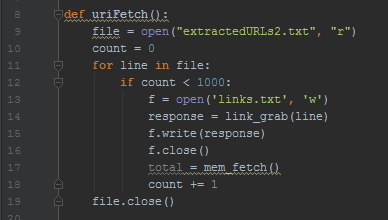 8 def uriFetch():
9     file = open("extractedURLs2.txt", "r")
10     count = 0
11     for line in file:
12         if count < 1000:
13             f = open('links.txt', 'w')
14             response = link_grab(line)
15             f.write(response)
16             f.close()
17             total = mem_fetch()
18             count += 1
19     file.close()